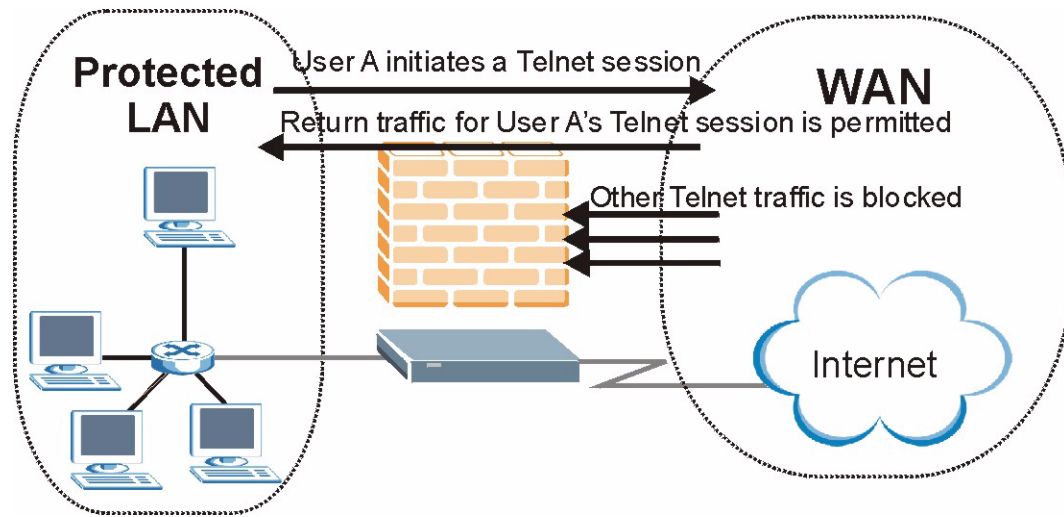 Protected
LAN
User A initiates a Telnet session
WAN
Return traffic for User A's Telnet session is permitted
Other Telnet traffic is blocked
Internet